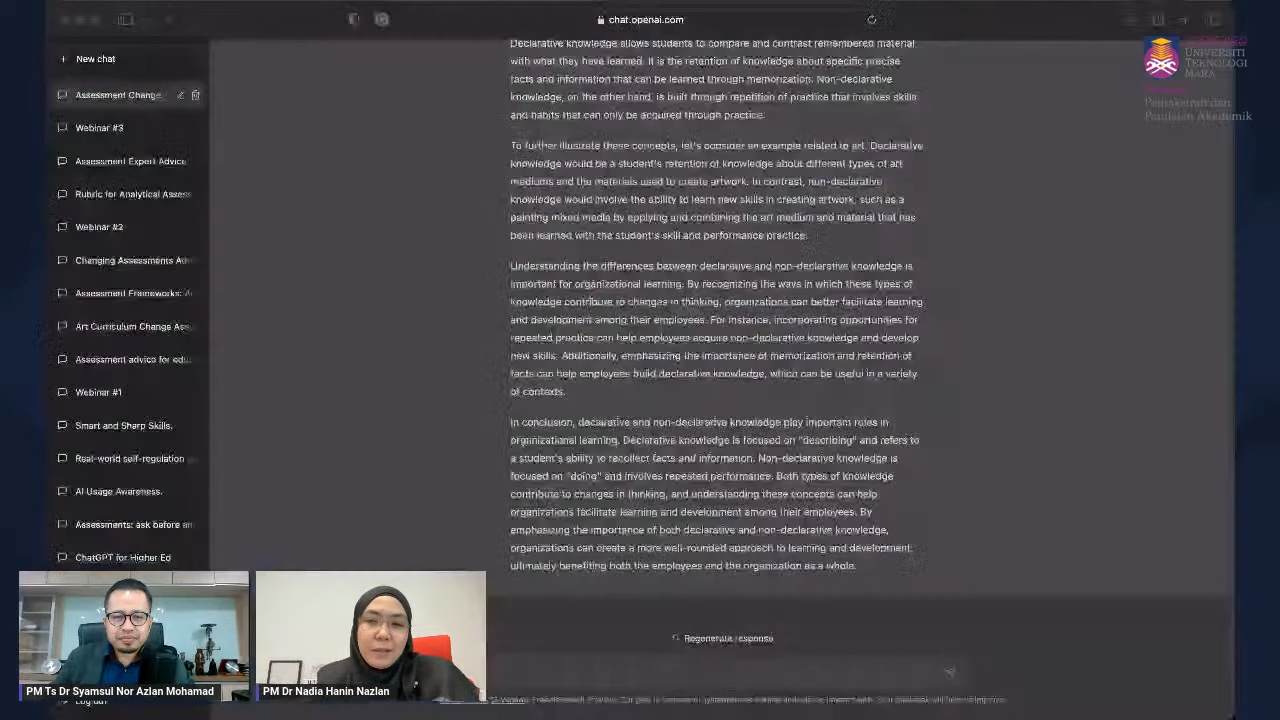 chat.openai.com
UNIVERSITI
TEKNOLOGI
MARA
Pemakaran dan
Penilaian Akademik
New chat
Assessment Change
Webinar #3
Assessment Expert Advice
Rubric for Analytical Assess
Webinar #2
Changing Assessments Adv
Assessment Frameworks: A
Art Curriculum Change Ass
Assessment advice for edu
Webinar #1
Smart and Sharp Skills.
Real-world self-regulation
AI Usage Awareness.
Assessments: ask before an
ChatGPT for Higher Ed
Log out
Declarative knowledge allows students to compare and contrast remembered material
with what they have learned. It is the retention of knowledge about specific precise
facts and information that can be learned through memorization. Non-declarative
knowledge, on the other hand, is built through repetition of practice that involves skills
and habits that can only be acquired through practice.
To further illustrate these concepts, let's consider an example related to art. Declarative
knowledge would be a student's retention of knowledge about different types of art
mediums and the materials used to create artwork. In contrast, non-declarative
knowledge would involve the ability to learn new skills in creating artwork, such as a
painting mixed media by applying and combining the art medium and material that has
been learned with the student's skill and performance practice.
Understanding the differences between declarative and non-declarative knowledge is
important for organizational learning. By recognizing the ways in which these types of
knowledge contribute to changes in thinking, organizations can better facilitate learning
and development among their employees. For instance, incorporating opportunities for
repeated practice can help employees acquire non-declarative knowledge and develop
new skills. Additionally, emphasizing the importance of memorization and retention of
facts can help employees build declarative knowledge, which can be useful in a variety
of contexts.
In conclusion, declarative and non-declarative knowledge play important roles in
organizational learning. Declarative knowledge is focused on "describing" and refers to
a student's ability to recollect facts and information. Non-declarative knowledge is
focused on "doing" and involves repeated performance. Both types of knowledge
contribute to changes in thinking, and understanding these concepts can help
organizations facilitate learning and development among their employees. By
emphasizing the importance of both declarative and non-declarative knowledge,
organizations can create a more well-rounded approach to learning and development,
ultimately benefiting both the employees and the organization as a whole.
Regenerate response
PM Ts Dr Syamsul Nor Azlan Mohamad
PM Dr Nadia Hanin Nazlan